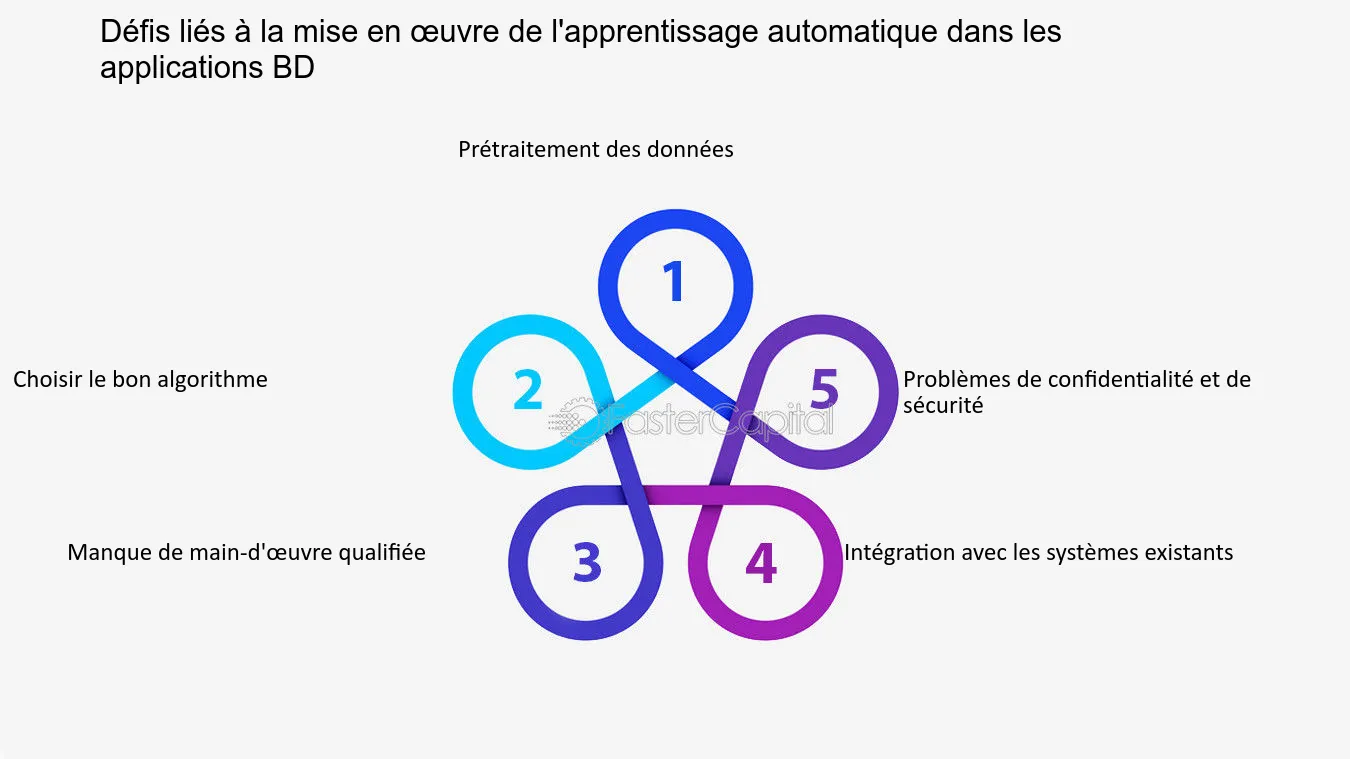 Défis liés à la mise en œuvre de l'apprentissage automatique dans les
applications BD
Prétraitement des données
1
2
5
Choisir le bon algorithme
Problèmes de confidentialité et de
sécurité
FasterCapital
3
4
Manque de main-d'œuvre qualifiée
Intégration avec les systèmes existants